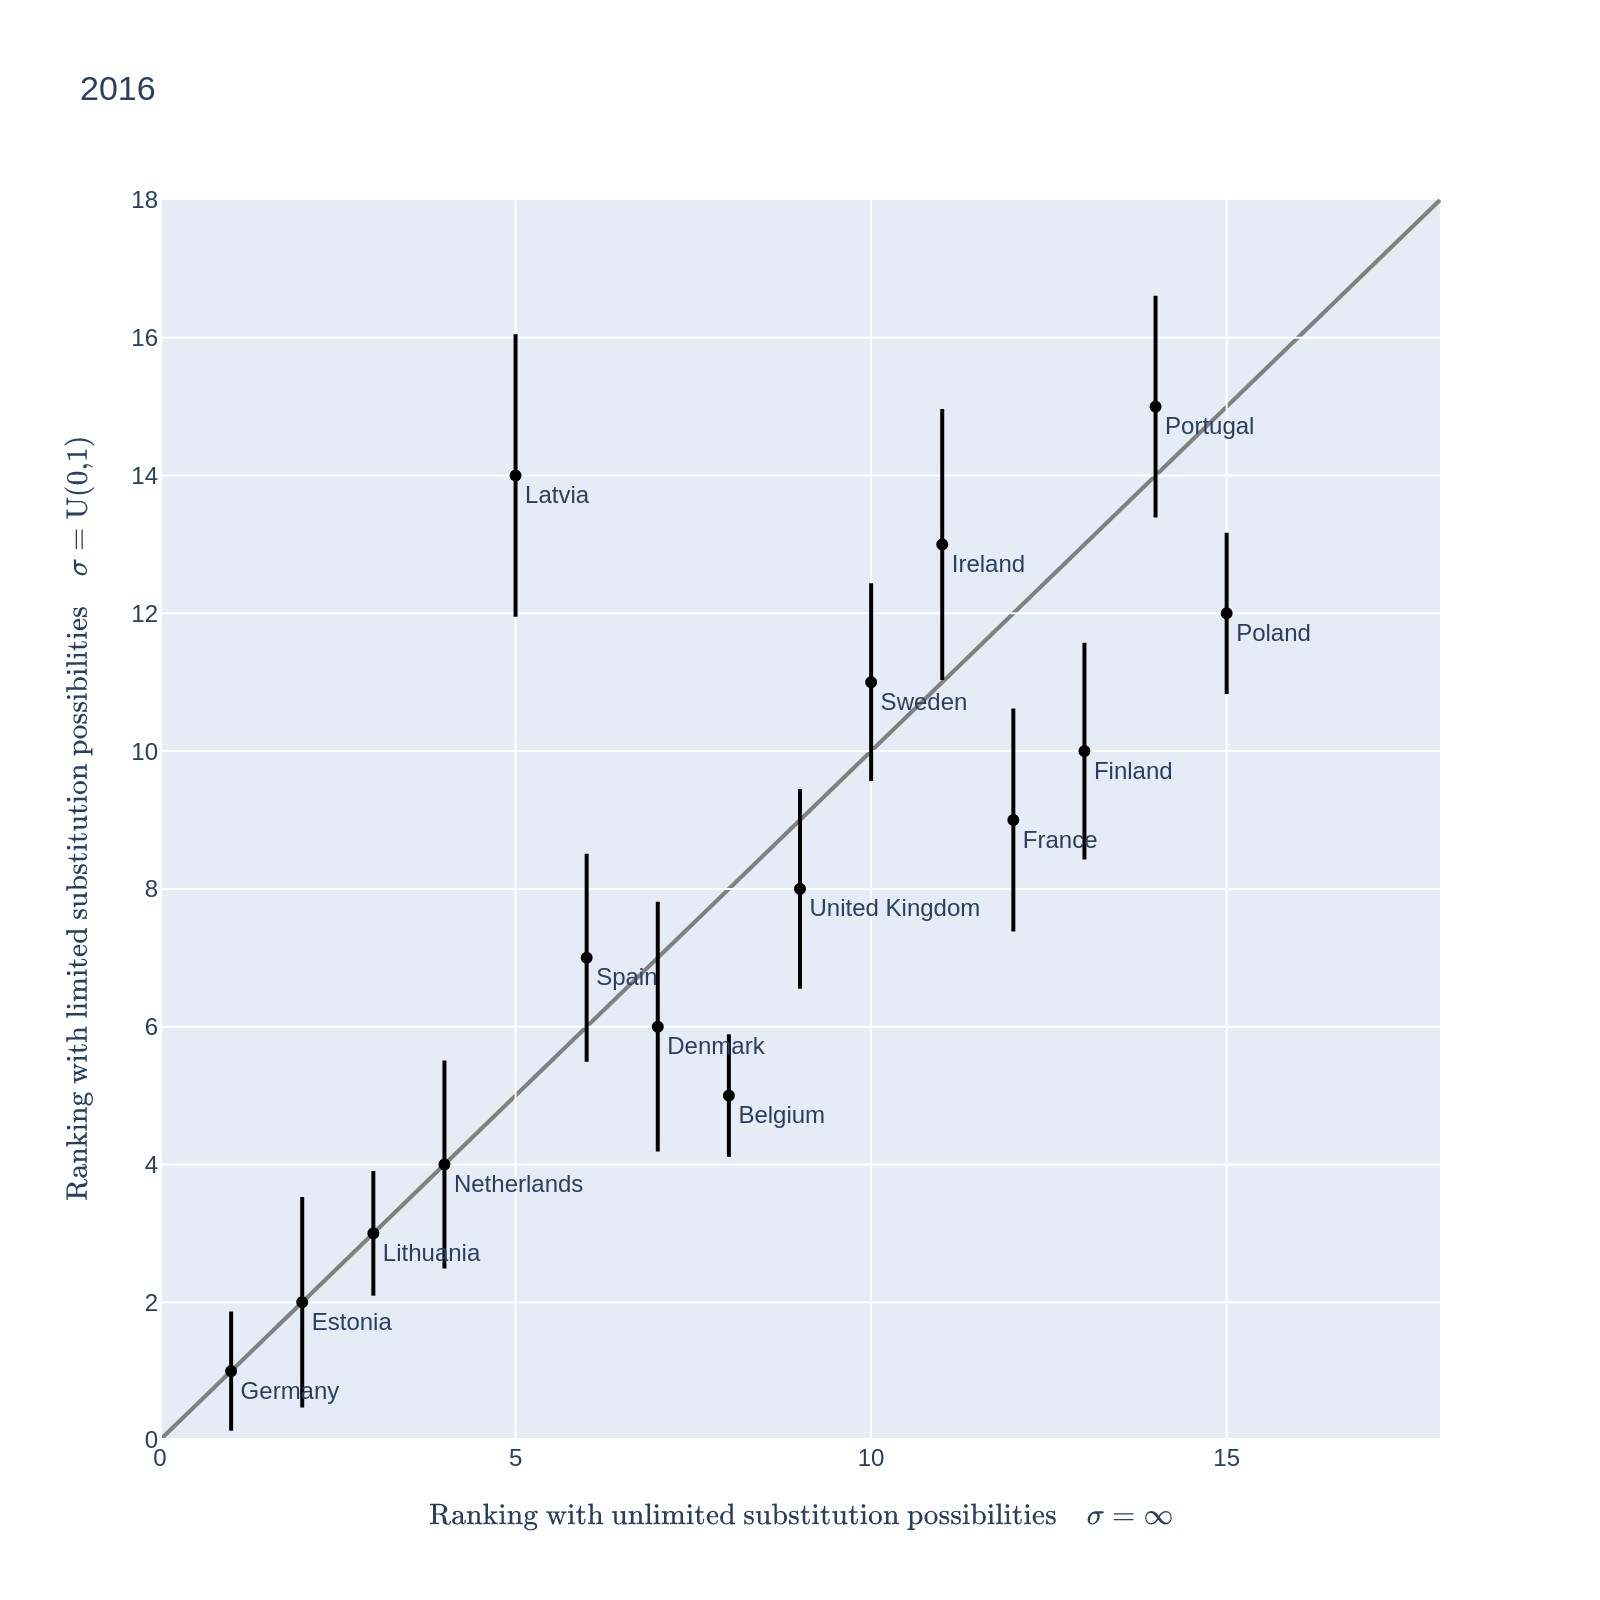 2016
18
16
14
12
10
8
6
4
2
0
Ranking with limited substitution possibilities σ = U(0,1)
Portugal
Latvia
Ireland
Poland
Sweden
Finland
France
United Kingdom
Spain
Denmark
Belgium
Netherlands
Lithuania
Estonia
Germany
0 5 10 15
Ranking with unlimited substitution possibilities σ = ∞